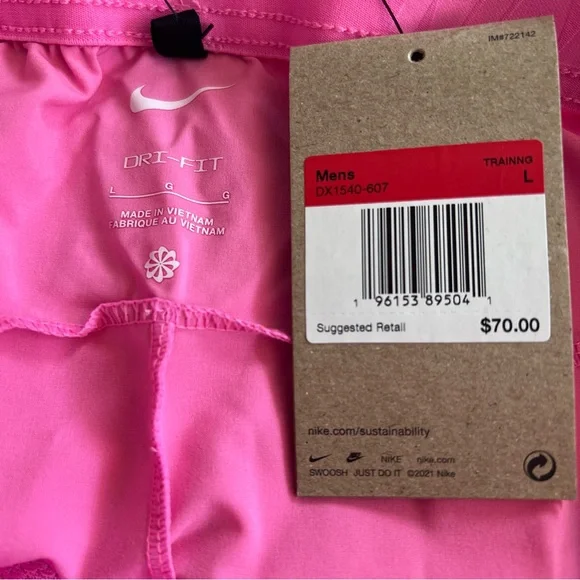 DRI-FIT
L G G
MADE IN VIETNAM
FABRIQUE AU VIETNAM
IM#722142
Mens
TRAINNG
DX1540-607
L
1 96153 89504 1
Suggested Retail
$70.00
nike.com/sustainability
NIKE nike.com
SWOOSH JUST DO IT ©2021 Nike